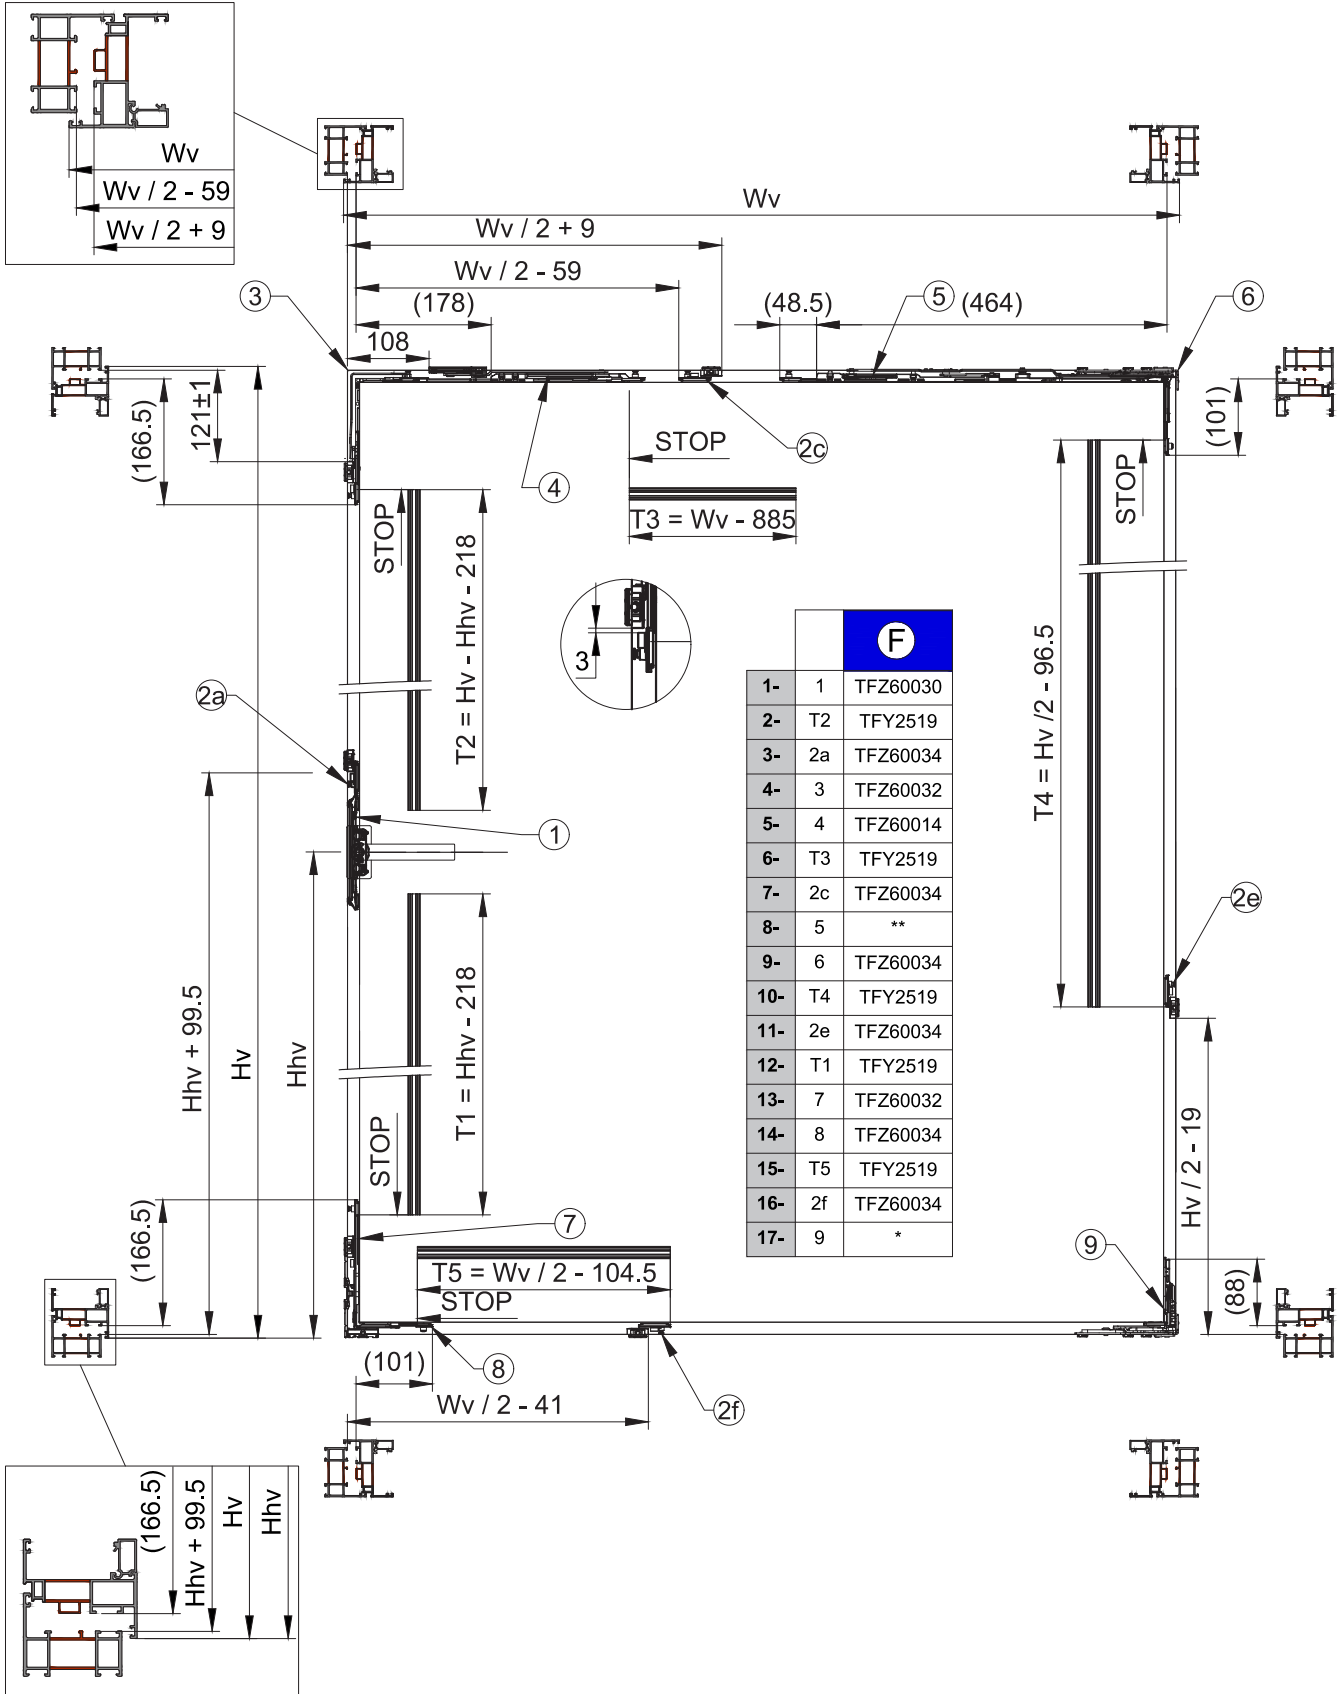 Wv
Wv / 2 - 59
Wv / 2 + 9
Wv
Wv / 2 + 9
Wv / 2 - 59
3
(178)
(48.5)
5
(464)
6
108
121±1
(166.5)
(101)
STOP
2c
4
STOP
STOP
T3 = Wv - 885
T2 = Hv - Hhv - 218
T4 = Hv /2 - 96.5
3
F
1- 1 TFZ60030
2- T2 TFY2519
3- 2a TFZ60034
4- 3 TFZ60032
5- 4 TFZ60014
6- T3 TFY2519
7- 2c TFZ60034
8- 5 **
9- 6 TFZ60034
10- T4 TFY2519
11- 2e TFZ60034
12- T1 TFY2519
13- 7 TFZ60032
14- 8 TFZ60034
15- T5 TFY2519
16- 2f TFZ60034
17- 9 *
2a
1
2e
Hhv + 99.5
Hv
Hhv
T1 = Hhv - 218
STOP
Hv / 2 - 19
(166.5)
7
9
(88)
T5 = Wv / 2 - 104.5
STOP
(101)
8
Wv / 2 - 41
2f
(166.5)
Hhv + 99.5
Hv
Hhv